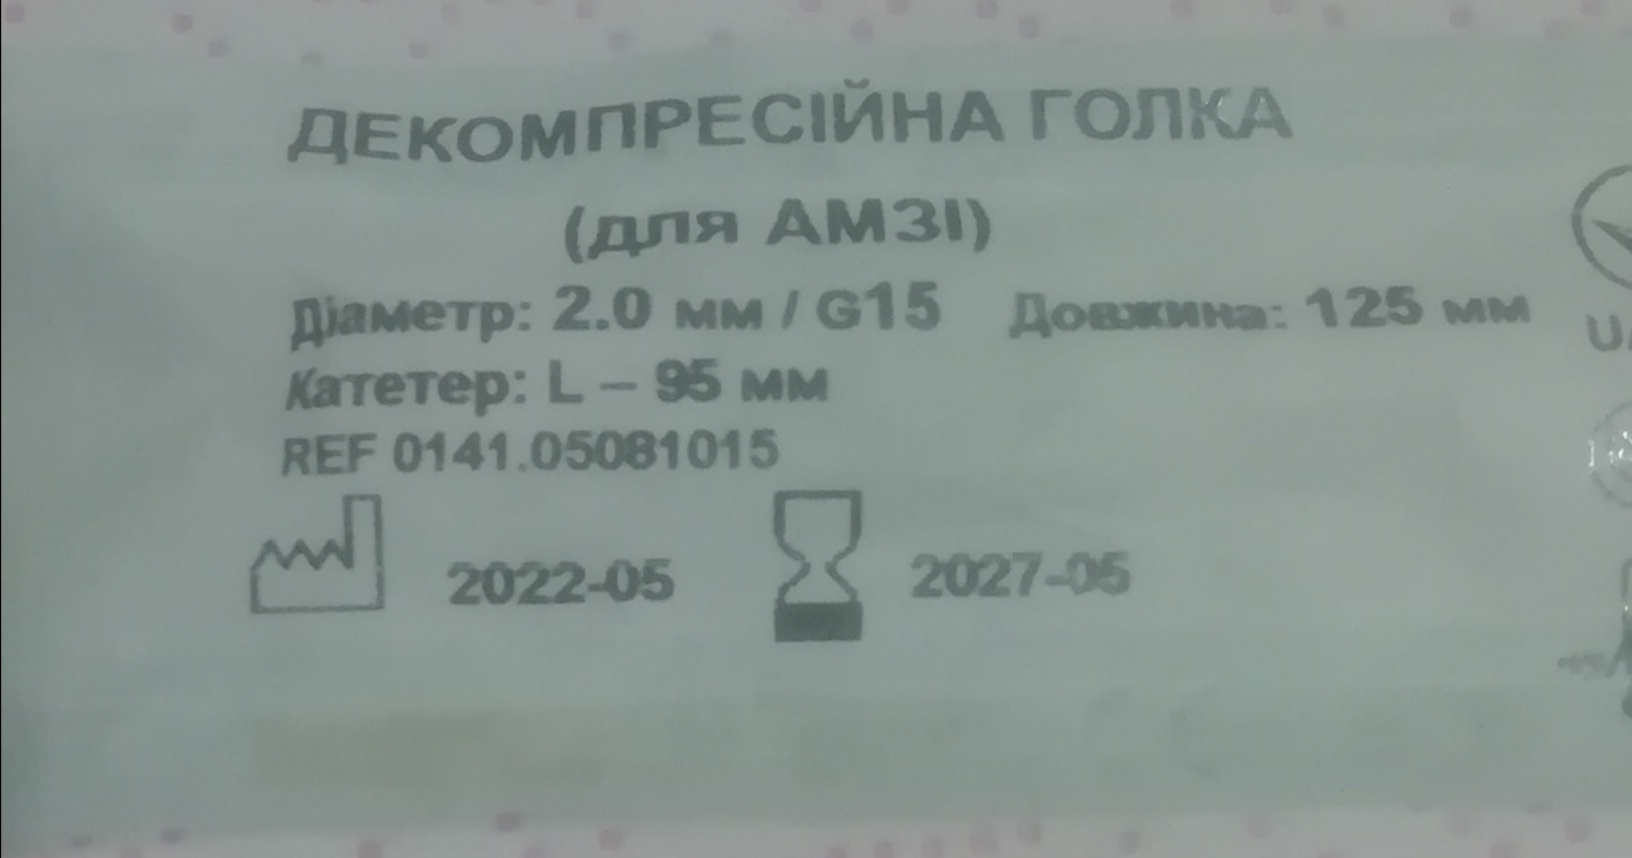 ДЕКОМПРЕСІЙНА ГОЛКА
(для АМЗІ)
Діаметр: 2.0 мм / G15 Довжина: 125 мм
Катетер: L – 95 мм
REF 0141.05081015
2022-05 2027-05